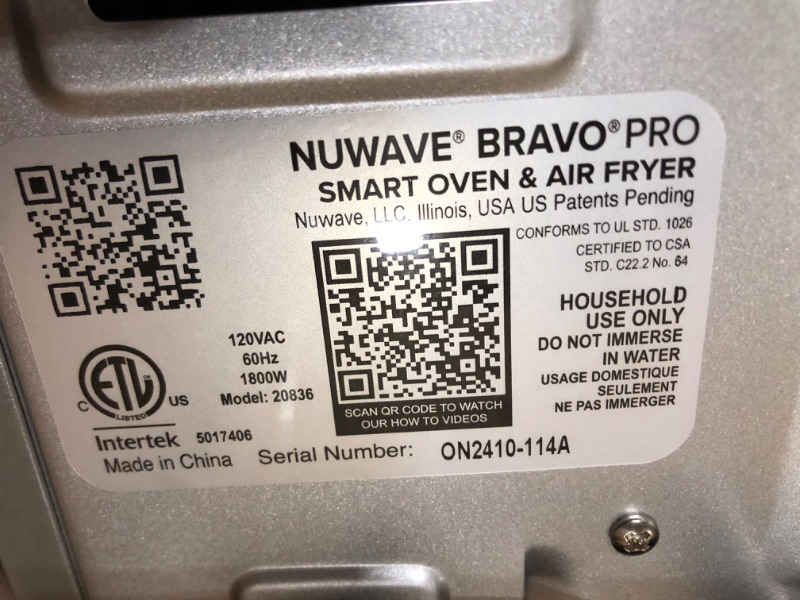 NUWAVE® BRAVO® PRO
SMART OVEN & AIR FRYER
Nuwave, LLC. Illinois, USA US Patents Pending
CONFORMS TO UL STD. 1026
CERTIFIED TO CSA
STD. C22.2 No. 64
HOUSEHOLD
USE ONLY
DO NOT IMMERSE
IN WATER
USAGE DOMESTIQUE
SEULEMENT
NE PAS IMMERGER
120VAC
60Hz
1800W
Model: 20836
SCAN QR CODE TO WATCH
OUR HOW TO VIDEOS
ETL
C LISTED US
Intertek 5017406
Made in China Serial Number: ON2410-114A